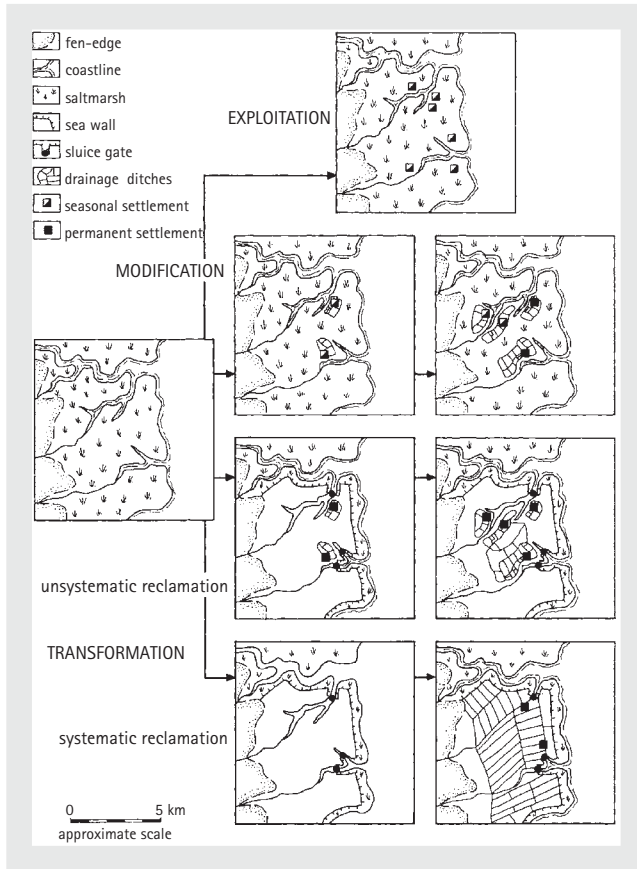 fen-edge
coastline
saltmarsh
sea wall
sluice gate
drainage ditches
seasonal settlement
permanent settlement
EXPLOITATION
MODIFICATION
unsystematic reclamation
TRANSFORMATION
systematic reclamation
0 5 km
approximate scale